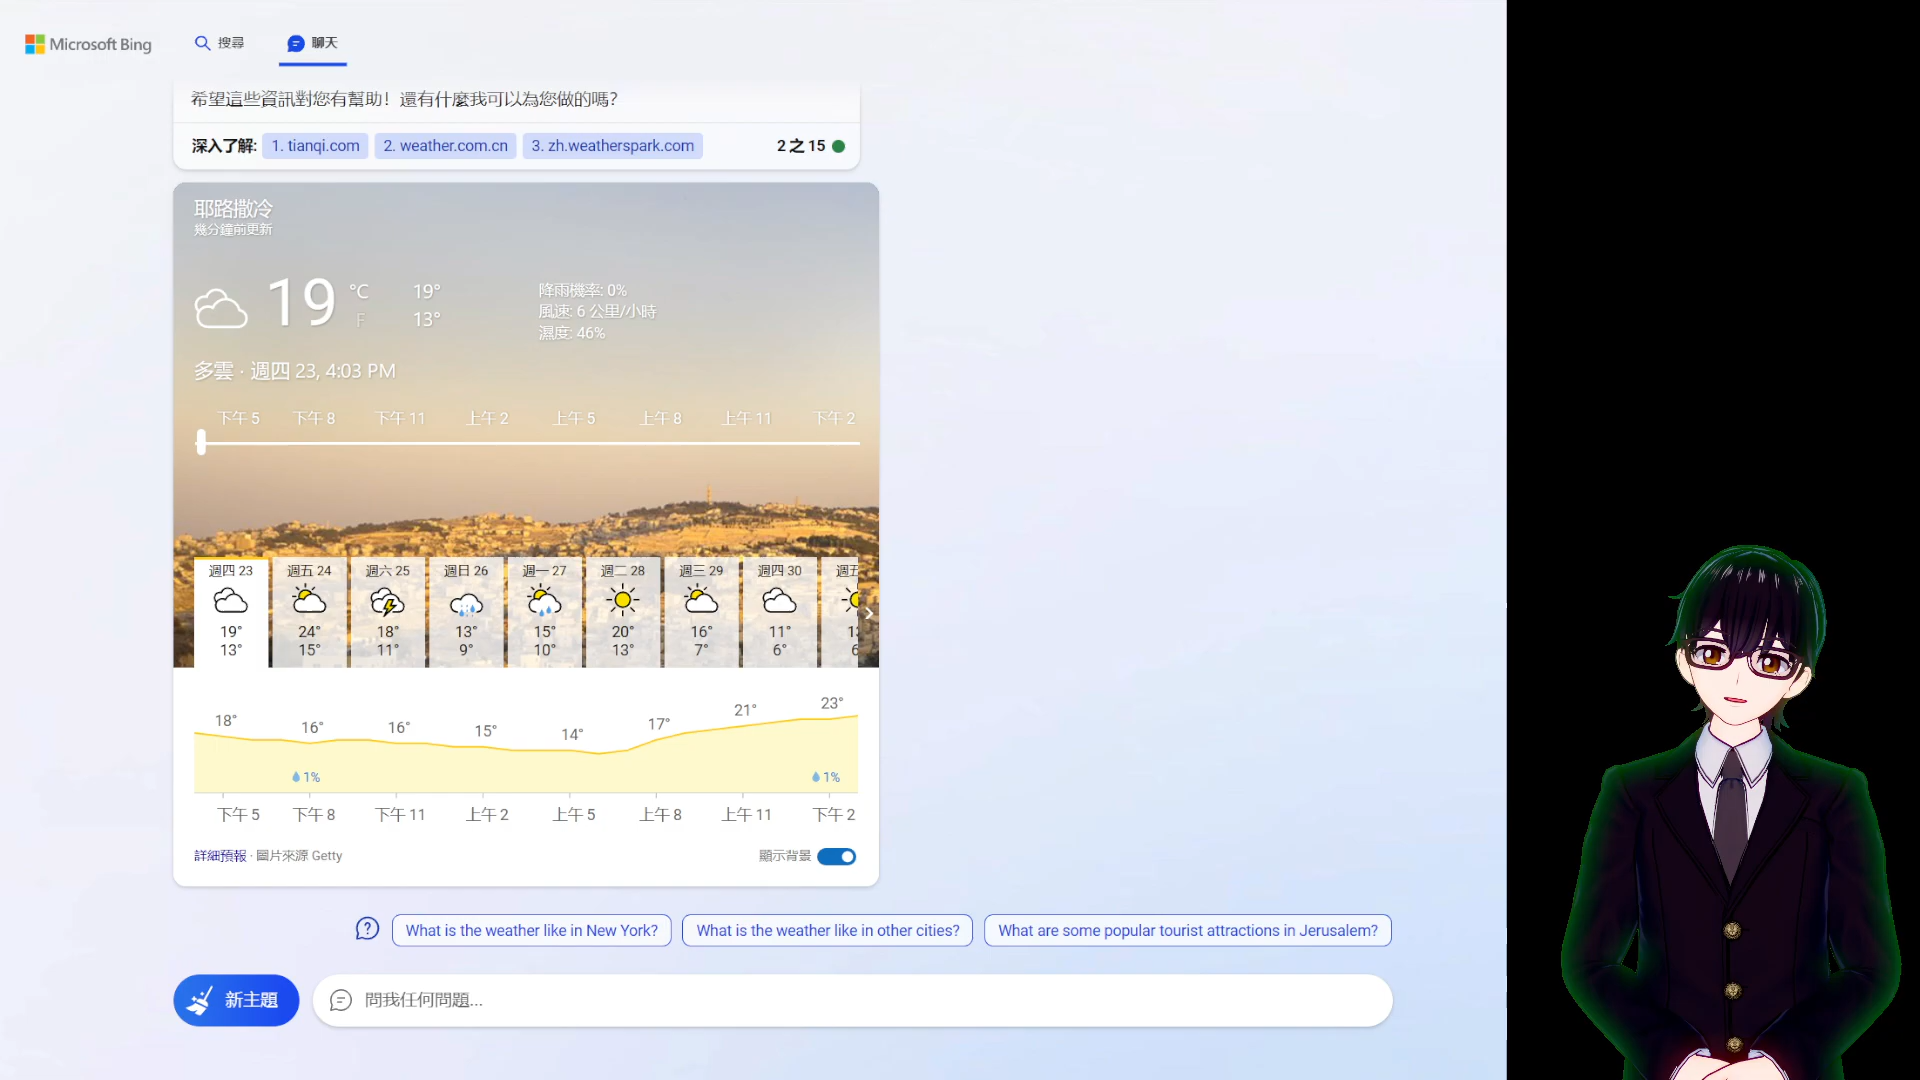 Microsoft Bing
搜尋
聊天
希望這些資訊對您有幫助！還有什麼我可以為您做的嗎？
深入了解: 1. tianqi.com 2. weather.com.cn 3. zh.weatherspark.com 2 之 15
耶路撒冷
幾分鐘前更新
19 °C F 19° 13°
降雨機率: 0%
風速: 6 公里/小時
濕度: 46%
多雲 · 週四 23, 4:03 PM
下午 5 下午 8 下午 11 上午 2 上午 5 上午 8 上午 11 下午 2
週四 23 週五 24 週六 25 週日 26 週一 27 週二 28 週三 29 週四 30 週五
19° 24° 18° 13° 15° 20° 16° 11°
13° 15° 11° 9° 10° 13° 7° 6°
18° 16° 16° 15° 14° 17° 21° 23°
1% 1%
下午 5 下午 8 下午 11 上午 2 上午 5 上午 8 上午 11 下午 2
詳細預報 · 圖片來源 Getty 顯示背景
What is the weather like in New York? What is the weather like in other cities? What are some popular tourist attractions in Jerusalem?
新主題 問我任何問題...